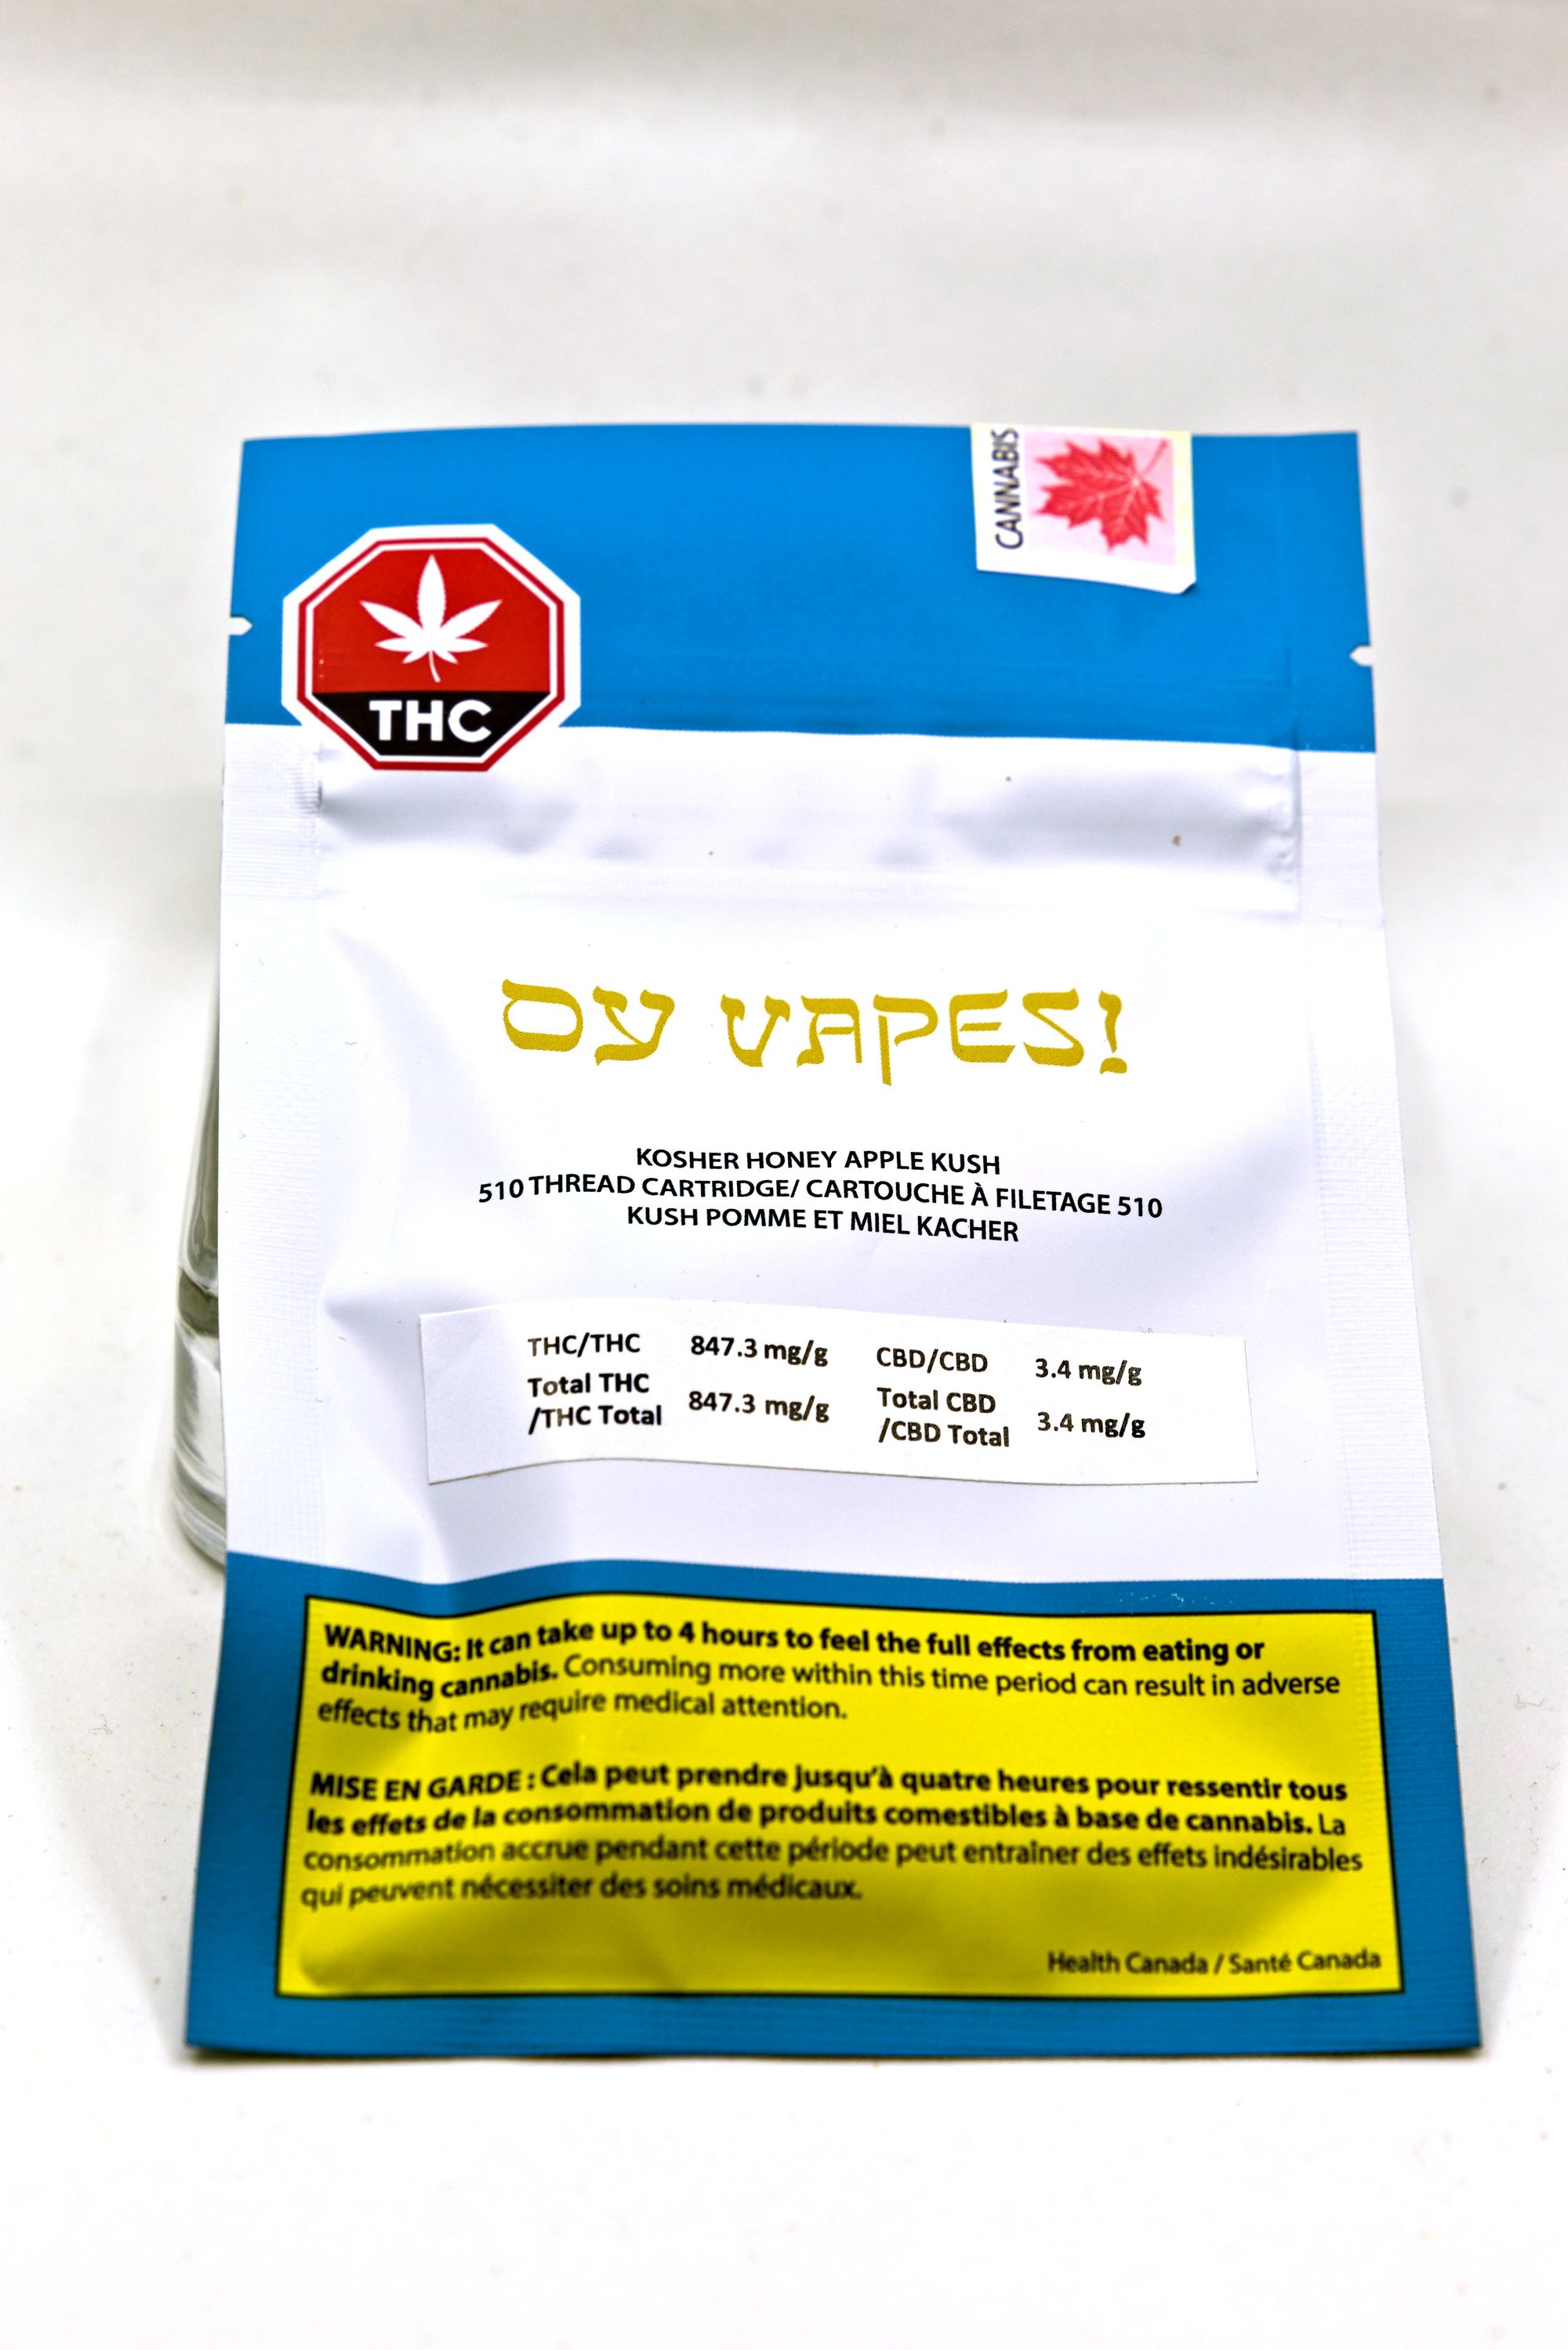 CANNABIS
THC
OY VAPES!
KOSHER HONEY APPLE KUSH
510 THREAD CARTRIDGE/ CARTOUCHE À FILETAGE 510
KUSH POMME ET MIEL KACHER
THC/THC 847.3 mg/g CBD/CBD 3.4 mg/g
Total THC Total CBD
/THC Total 847.3 mg/g /CBD Total 3.4 mg/g
WARNING: It can take up to 4 hours to feel the full effects from eating or
drinking cannabis. Consuming more within this time period can result in adverse
effects that may require medical attention.
MISE EN GARDE : Cela peut prendre jusqu'à quatre heures pour ressentir tous
les effets de la consommation de produits comestibles à base de cannabis. La
consommation accrue pendant cette période peut entraîner des effets indésirables
qui peuvent nécessiter des soins médicaux.
Health Canada / Santé Canada